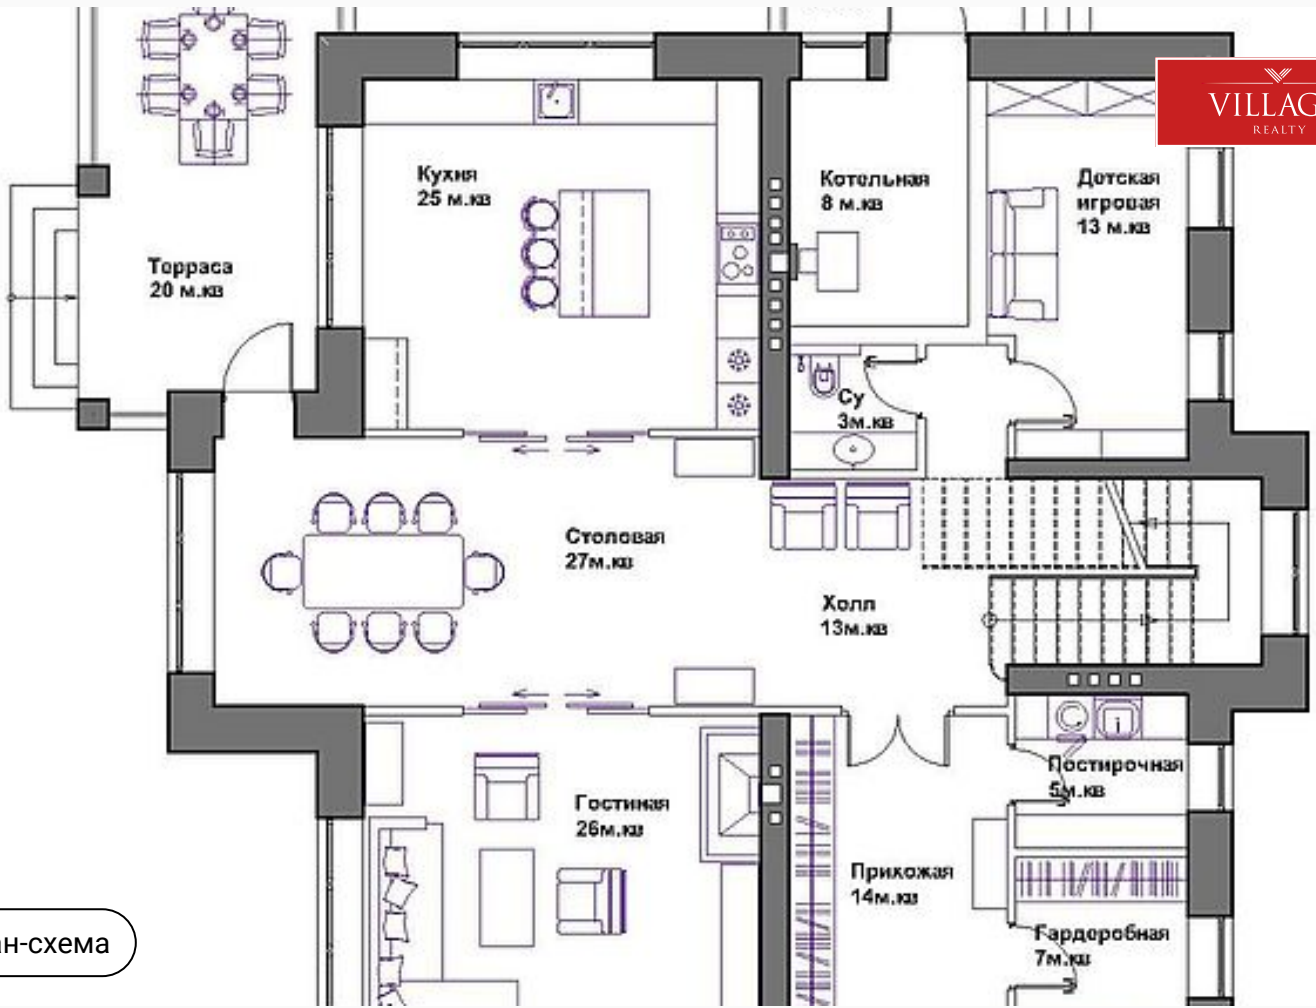 VILLAG
REALTY
Кухня
25 м.кв
Котельная
8 м.кв
Детская
игровая
13 м.кв
Терраса
20 м.кв
Су
3м.кв
Столовая
27м.кв
Холл
13м.кв
Постирочная
5м.кв
Гостиная
26м.кв
Прихожая
14м.кв
Гардеробная
7м.кв
ан-схема